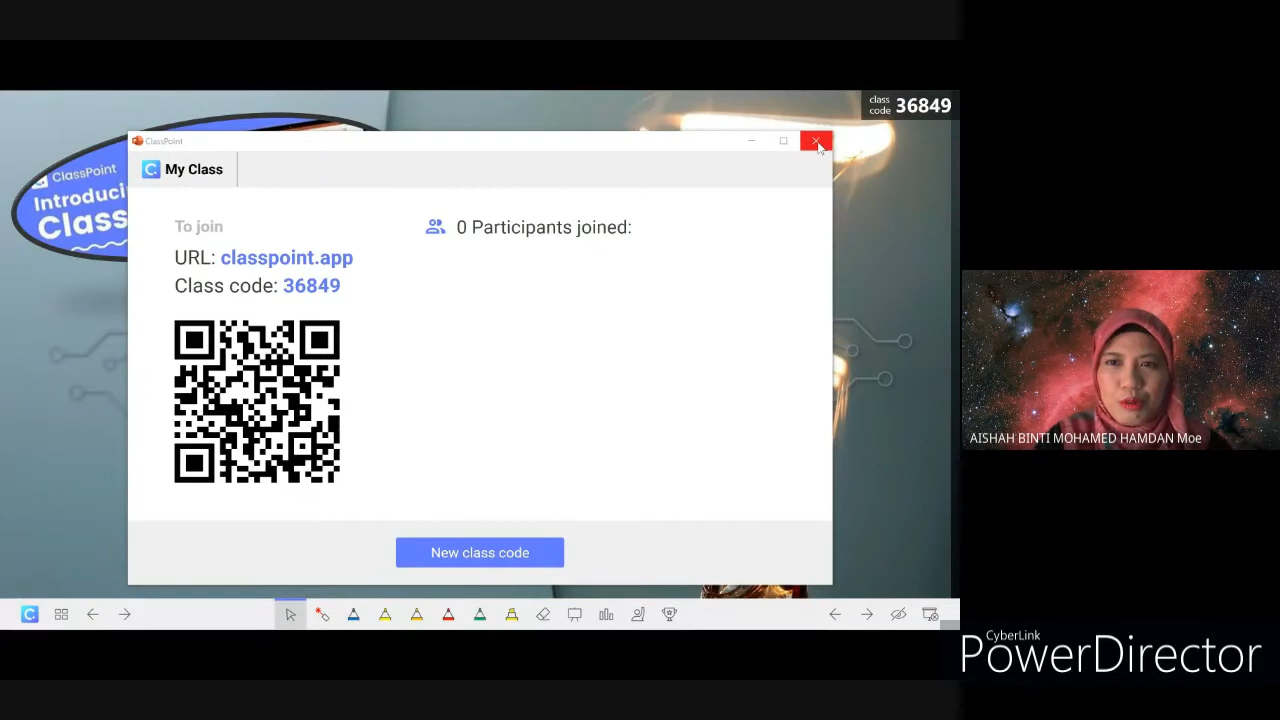 class
code 36849
ClassPoint
Introduci
Class
ClassPoint
My Class
To join
URL: classpoint.app
Class code: 36849
0 Participants joined:
New class code
AISHAH BINTI MOHAMED HAMDAN Moe
CyberLink
PowerDirector